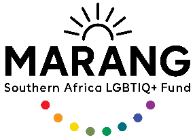 MARANG
Southern Africa LGBTIQ+ Fund